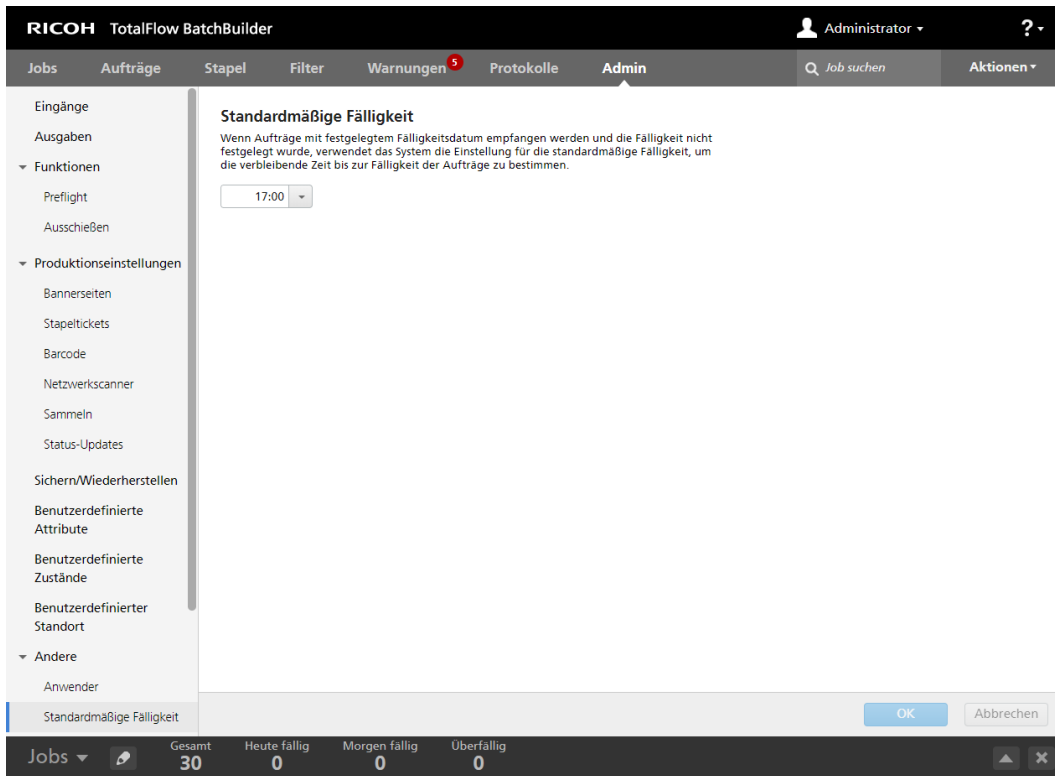 RICOH TotalFlow BatchBuilder
Administrator
?
Jobs Aufträge Stapel Filter Warnungen 5 Protokolle Admin
Job suchen
Aktionen
Eingänge
Ausgaben
Funktionen
Preflight
Ausschießen
Produktionseinstellungen
Bannerseiten
Stapeltickets
Barcode
Netzwerkscanner
Sammeln
Status-Updates
Sichern/Wiederherstellen
Benutzerdefinierte
Attribute
Benutzerdefinierte
Zustände
Benutzerdefinierter
Standort
Andere
Anwender
Standardmäßige Fälligkeit
Standardmäßige Fälligkeit
Wenn Aufträge mit festgelegtem Fälligkeitsdatum empfangen werden und die Fälligkeit nicht
festgelegt wurde, verwendet das System die Einstellung für die standardmäßige Fälligkeit, um
die verbleibende Zeit bis zur Fälligkeit der Aufträge zu bestimmen.
17:00
OK
Abbrechen
Jobs
Gesamt
30
Heute fällig
0
Morgen fällig
0
Überfällig
0